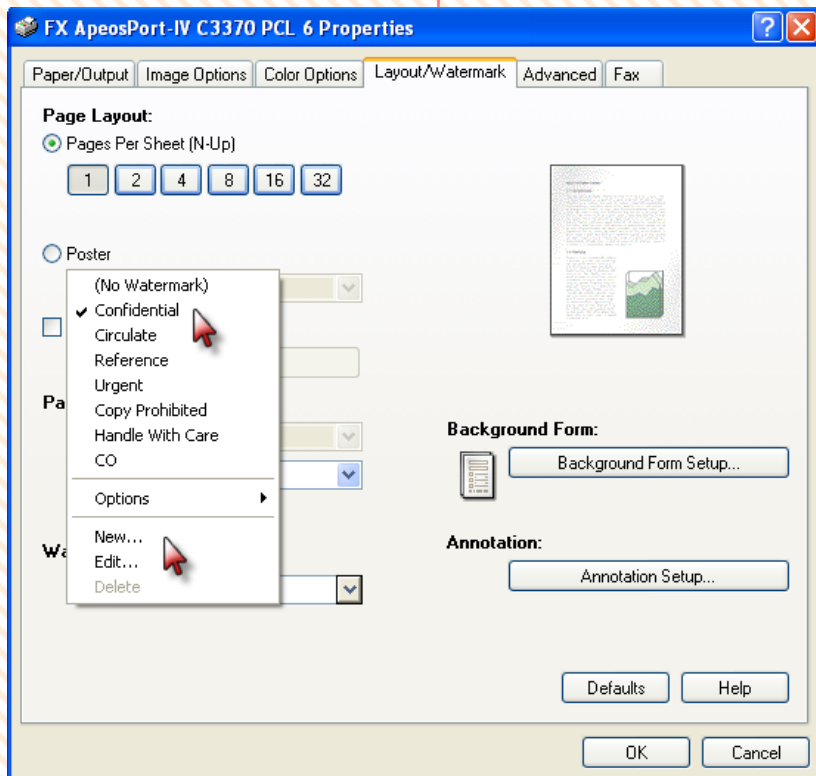 FX ApeosPort-IV C3370 PCL 6 Properties
Paper/Output Image Options Color Options Layout/Watermark Advanced Fax
Page Layout:
Pages Per Sheet (N-Up)
1 2 4 8 16 32
Poster
(No Watermark)
Confidential
Circulate
Reference
Urgent
Copy Prohibited
Handle With Care
CO
Options
New...
Edit...
Delete
Pa
Wa
Background Form:
Background Form Setup...
Annotation:
Annotation Setup...
Defaults Help
OK Cancel